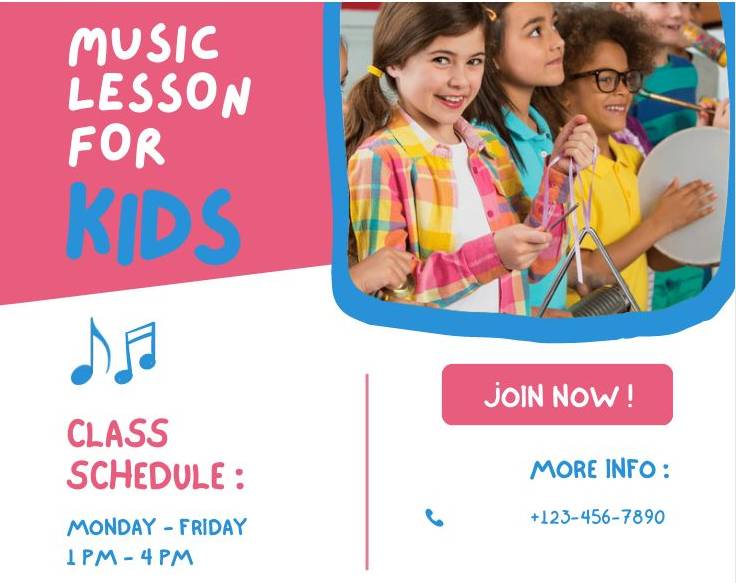 MUSIC
LESSON
FOR
KIDS
CLASS
SCHEDULE :
MONDAY - FRIDAY
1 PM - 4 PM
JOIN NOW !
MORE INFO :
+123-456-7890